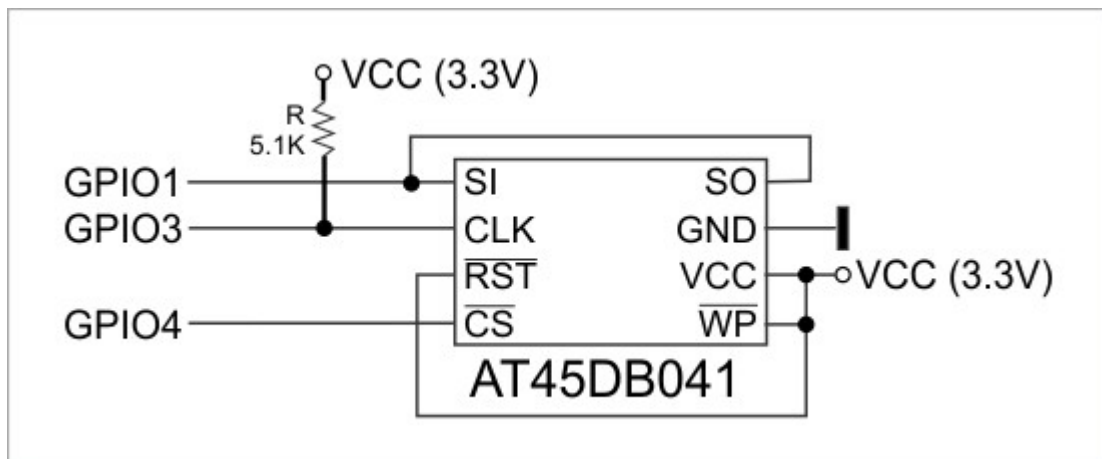 VCC (3.3V)
R
5.1K
GPIO1
SI
SO
GPIO3
CLK
GND
RST
VCC
VCC (3.3V)
GPIO4
CS
WP
AT45DB041